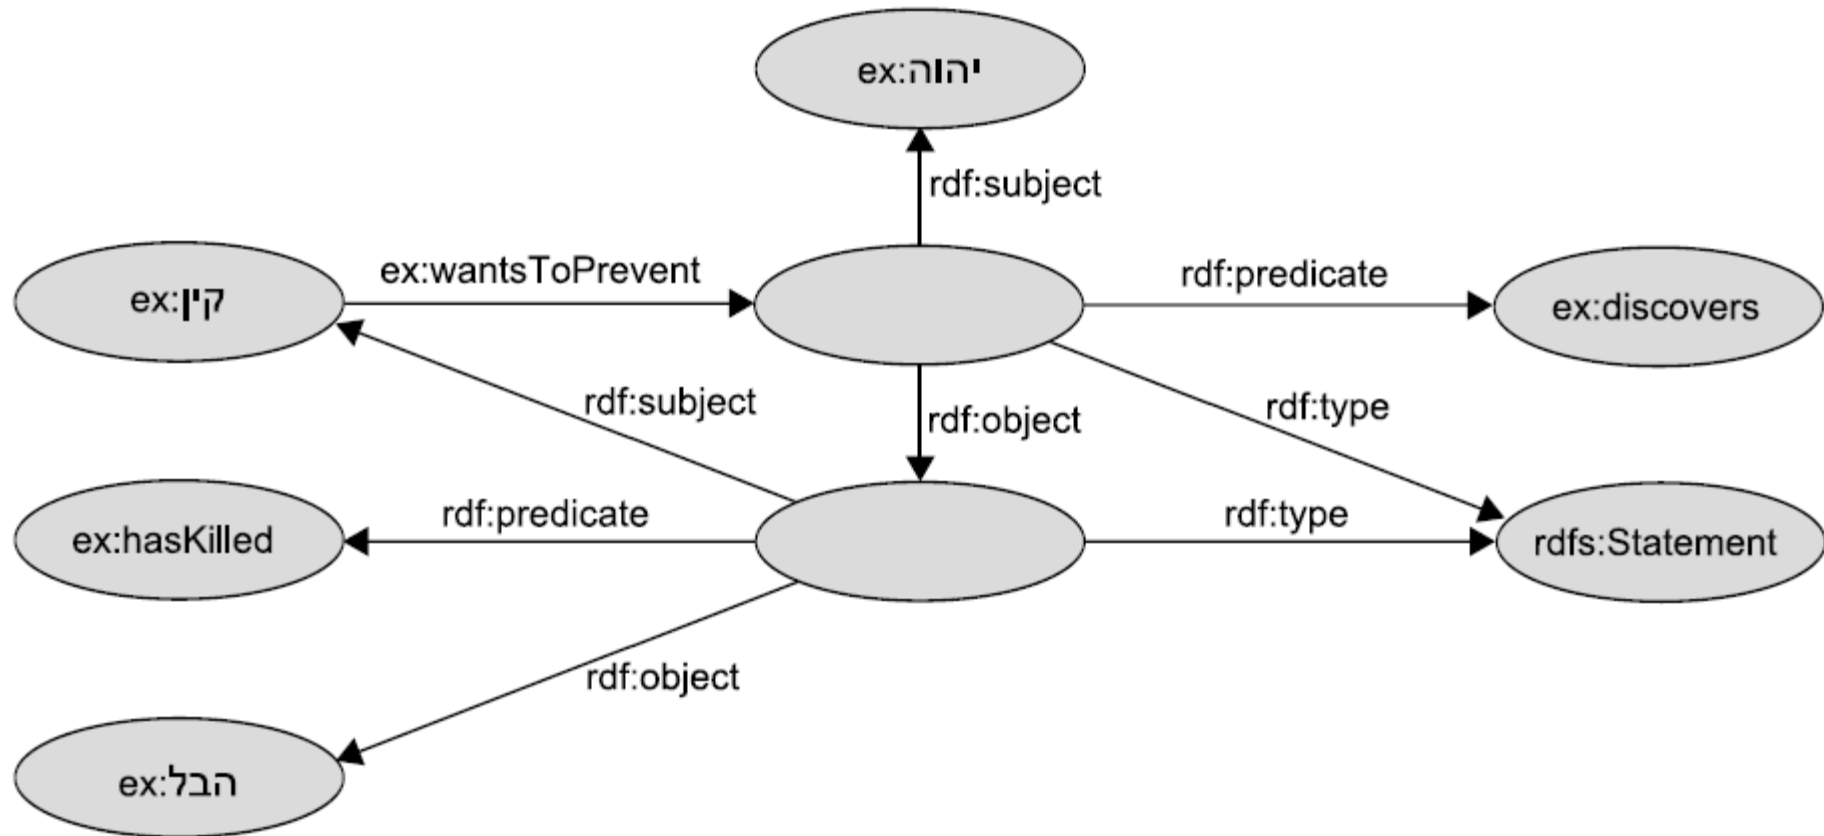 ex:יהוה
rdf:subject
ex:wantsToPrevent
rdf:predicate
ex:קין
ex:discovers
rdf:subject
rdf:object
rdf:type
ex:hasKilled
rdf:predicate
rdf:type
rdfs:Statement
rdf:object
ex:הבל